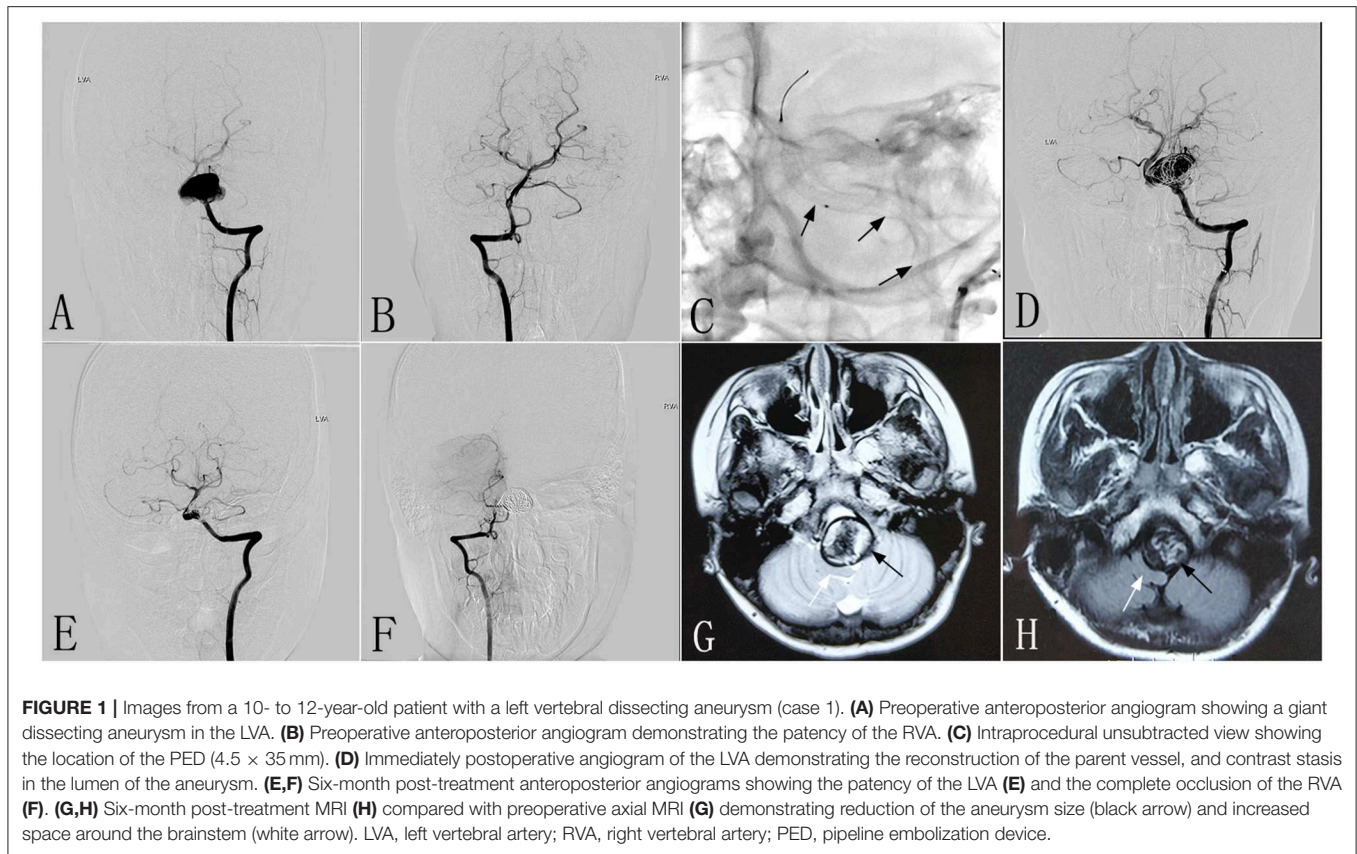 LVA
RVA
LVA
A
B
C
D
LVA
RVA
E
F
G
H
FIGURE 1 | Images from a 10- to 12-year-old patient with a left vertebral dissecting aneurysm (case 1). (A) Preoperative anteroposterior angiogram showing a giant
dissecting aneurysm in the LVA. (B) Preoperative anteroposterior angiogram demonstrating the patency of the RVA. (C) Intraprocedural unsubtracted view showing
the location of the PED (4.5 × 35 mm). (D) Immediately postoperative angiogram of the LVA demonstrating the reconstruction of the parent vessel, and contrast stasis
in the lumen of the aneurysm. (E,F) Six-month post-treatment anteroposterior angiograms showing the patency of the LVA (E) and the complete occlusion of the RVA
(F). (G,H) Six-month post-treatment MRI (H) compared with preoperative axial MRI (G) demonstrating reduction of the aneurysm size (black arrow) and increased
space around the brainstem (white arrow). LVA, left vertebral artery; RVA, right vertebral artery; PED, pipeline embolization device.